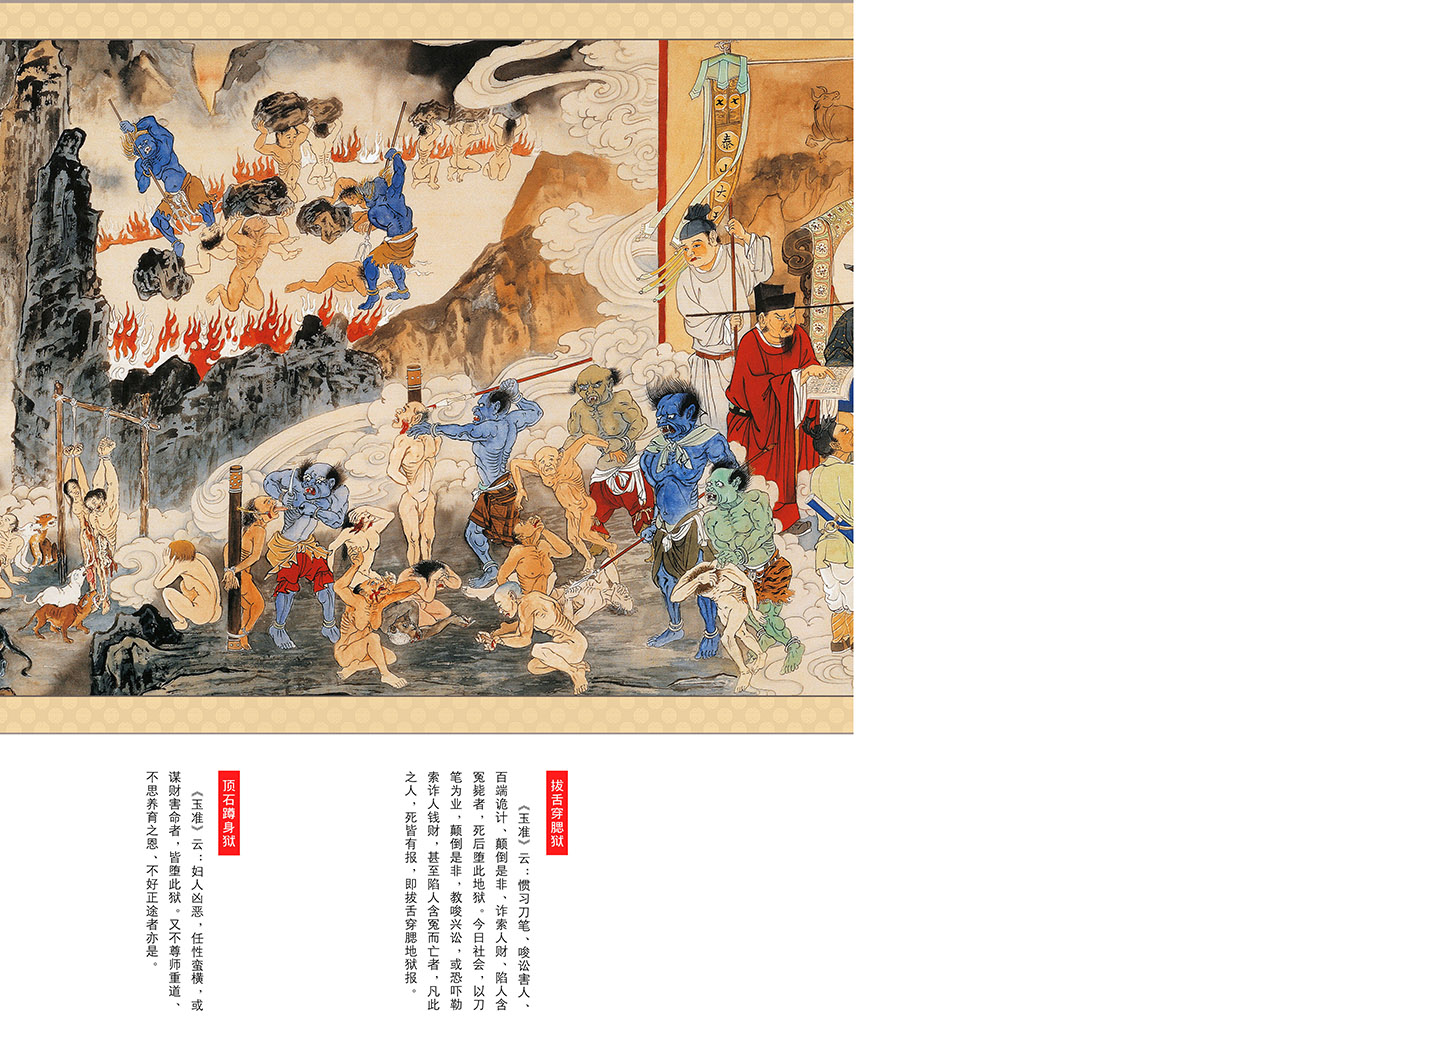 泰山六
拔舌穿腮狱
《玉准》云：惯习刀笔、唆讼害人、
百端诡计、颠倒是非、诈索人财、陷人含
冤毙者，死后堕此地狱。今日社会，以刀
笔为业，颠倒是非，教唆兴讼，或恐吓勒
索诈人钱财，甚至陷人含冤而亡者，凡此
之人，死皆有报，即拔舌穿腮地狱报。
顶石蹲身狱
《玉准》云：妇人凶恶，任性蛮横，或
谋财害命者，皆堕此狱。又不尊师重道、
不思养育之恩、不好正途者亦是。